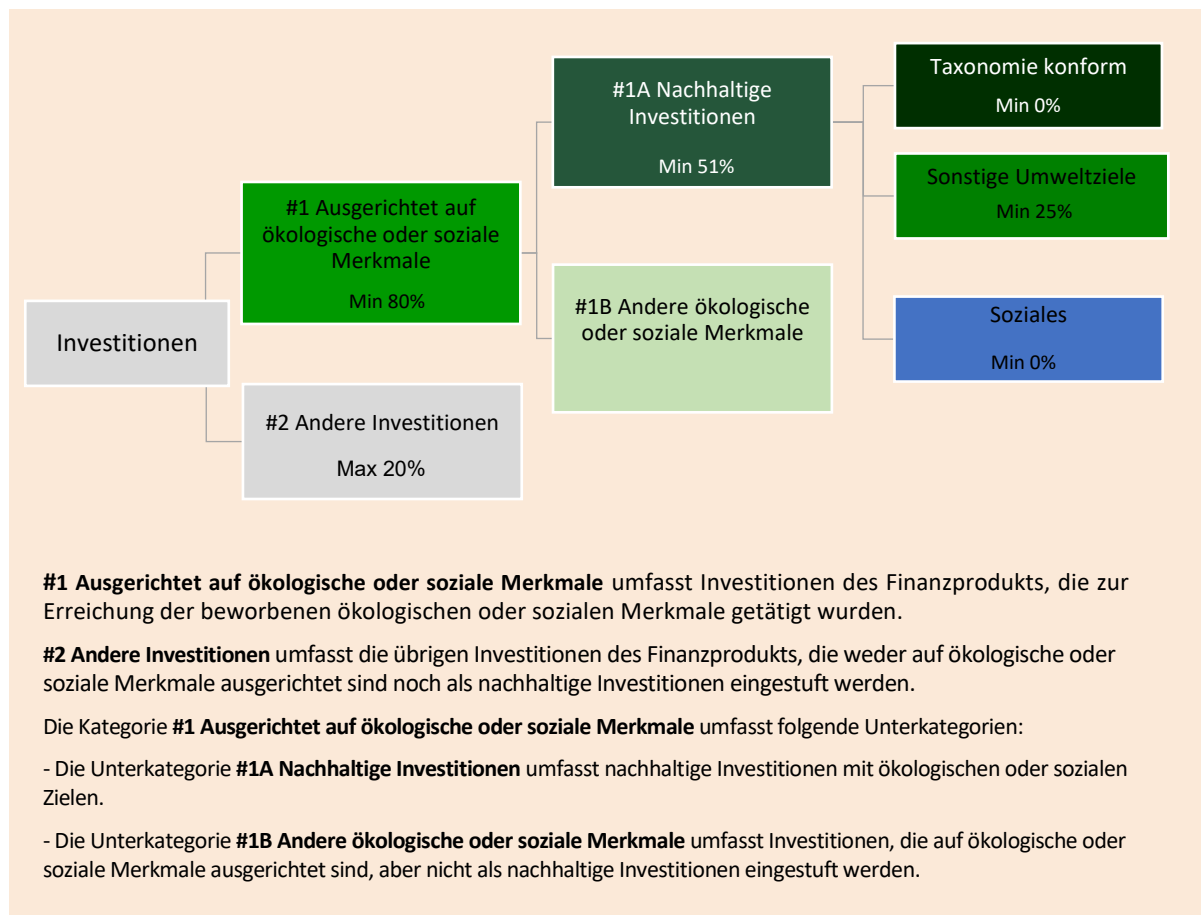 Investitionen
#1 Ausgerichtet auf
ökologische oder soziale
Merkmale
Min 80%
#2 Andere Investitionen
Max 20%
#1A Nachhaltige
Investitionen
Min 51%
#1B Andere ökologische
oder soziale Merkmale
Taxonomie konform
Min 0%
Sonstige Umweltziele
Min 25%
Soziales
Min 0%
#1 Ausgerichtet auf ökologische oder soziale Merkmale umfasst Investitionen des Finanzprodukts, die zur
Erreichung der beworbenen ökologischen oder sozialen Merkmale getätigt wurden.
#2 Andere Investitionen umfasst die übrigen Investitionen des Finanzprodukts, die weder auf ökologische oder
soziale Merkmale ausgerichtet sind noch als nachhaltige Investitionen eingestuft werden.
Die Kategorie #1 Ausgerichtet auf ökologische oder soziale Merkmale umfasst folgende Unterkategorien:
- Die Unterkategorie #1A Nachhaltige Investitionen umfasst nachhaltige Investitionen mit ökologischen oder sozialen
Zielen.
- Die Unterkategorie #1B Andere ökologische oder soziale Merkmale umfasst Investitionen, die auf ökologische oder
soziale Merkmale ausgerichtet sind, aber nicht als nachhaltige Investitionen eingestuft werden.